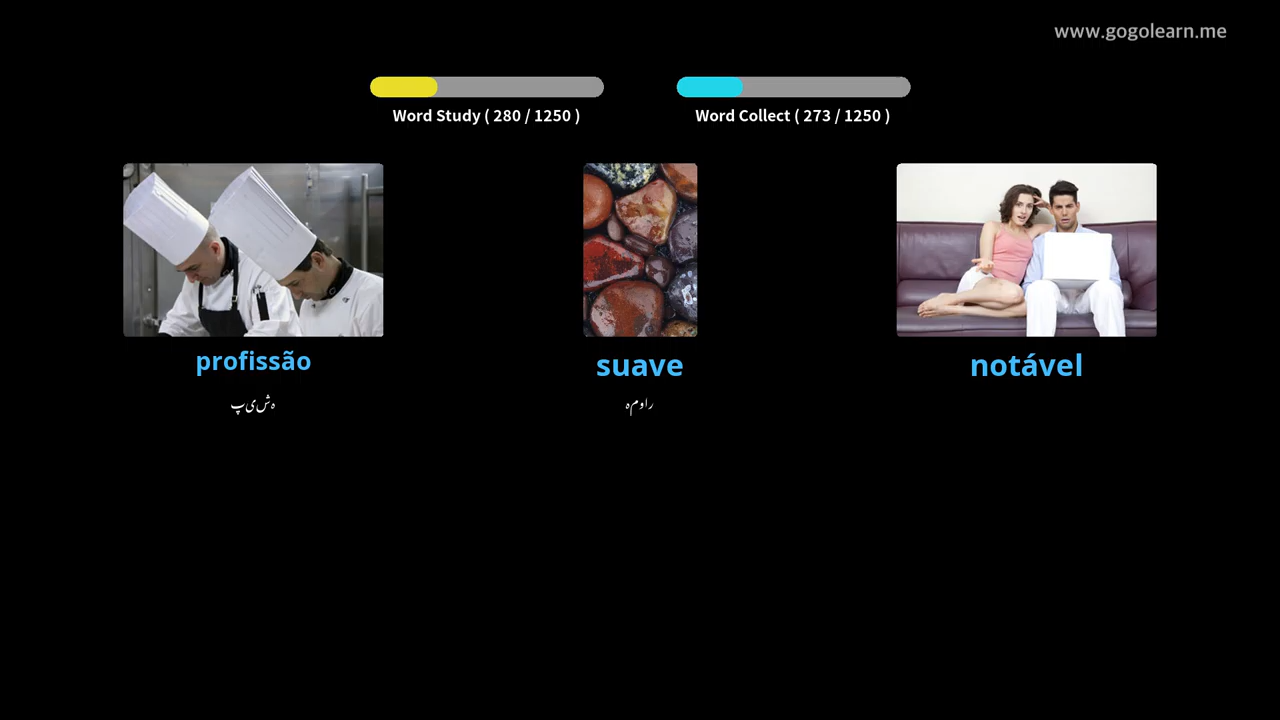 www.gogolearn.me
Word Study ( 280 / 1250 )
Word Collect ( 273 / 1250 )
profissão
suave
notável
پیشہ
ہموار